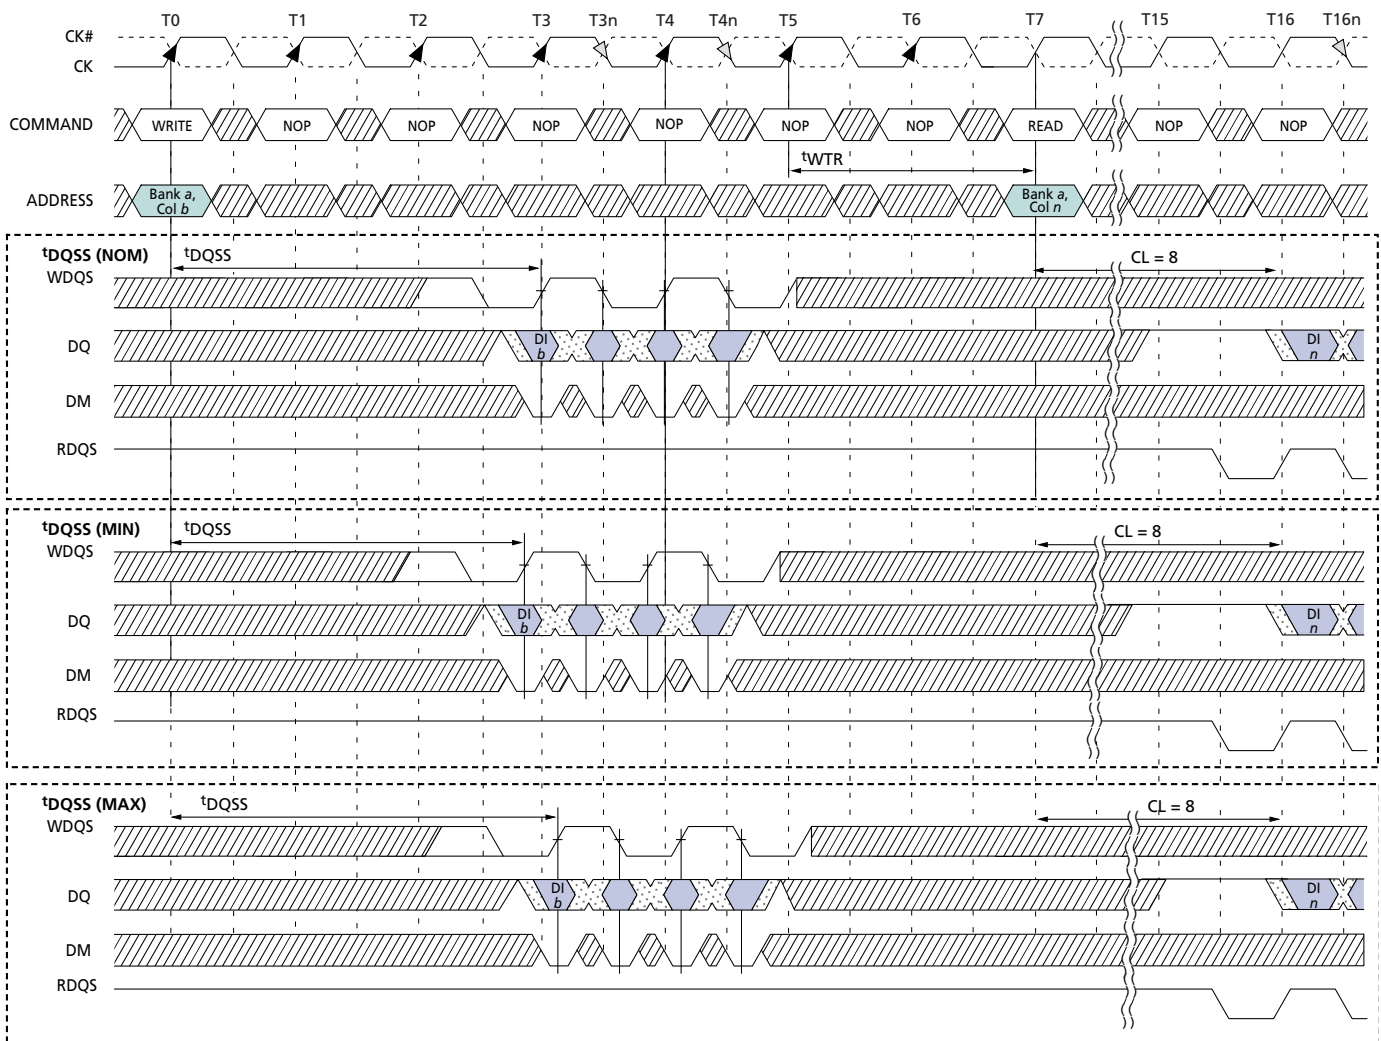 T0 T1 T2 T3 T3n T4 T4n T5 T6 T7 T15 T16 T16n
CK#
CK
COMMAND WRITE NOP NOP NOP NOP NOP NOP READ NOP NOP
tWTR
ADDRESS Bank a, Col b Bank a, Col n
tDQSS (NOM) tDQSS CL = 8
WDQS
DQ DI b DI n
DM
RDQS
tDQSS (MIN) tDQSS CL = 8
WDQS
DQ DI b DI n
DM
RDQS
tDQSS (MAX) tDQSS CL = 8
WDQS
DQ DI b DI n
DM
RDQS